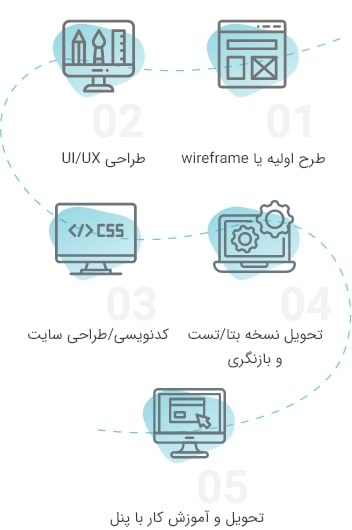 01
طرح اولیه یا wireframe
02
طراحی UI/UX
</>CSS
03
کدنویسی/طراحی سایت
04
تحویل نسخه بتا/تست
و بازنگری
05
تحویل و آموزش کار با پنل